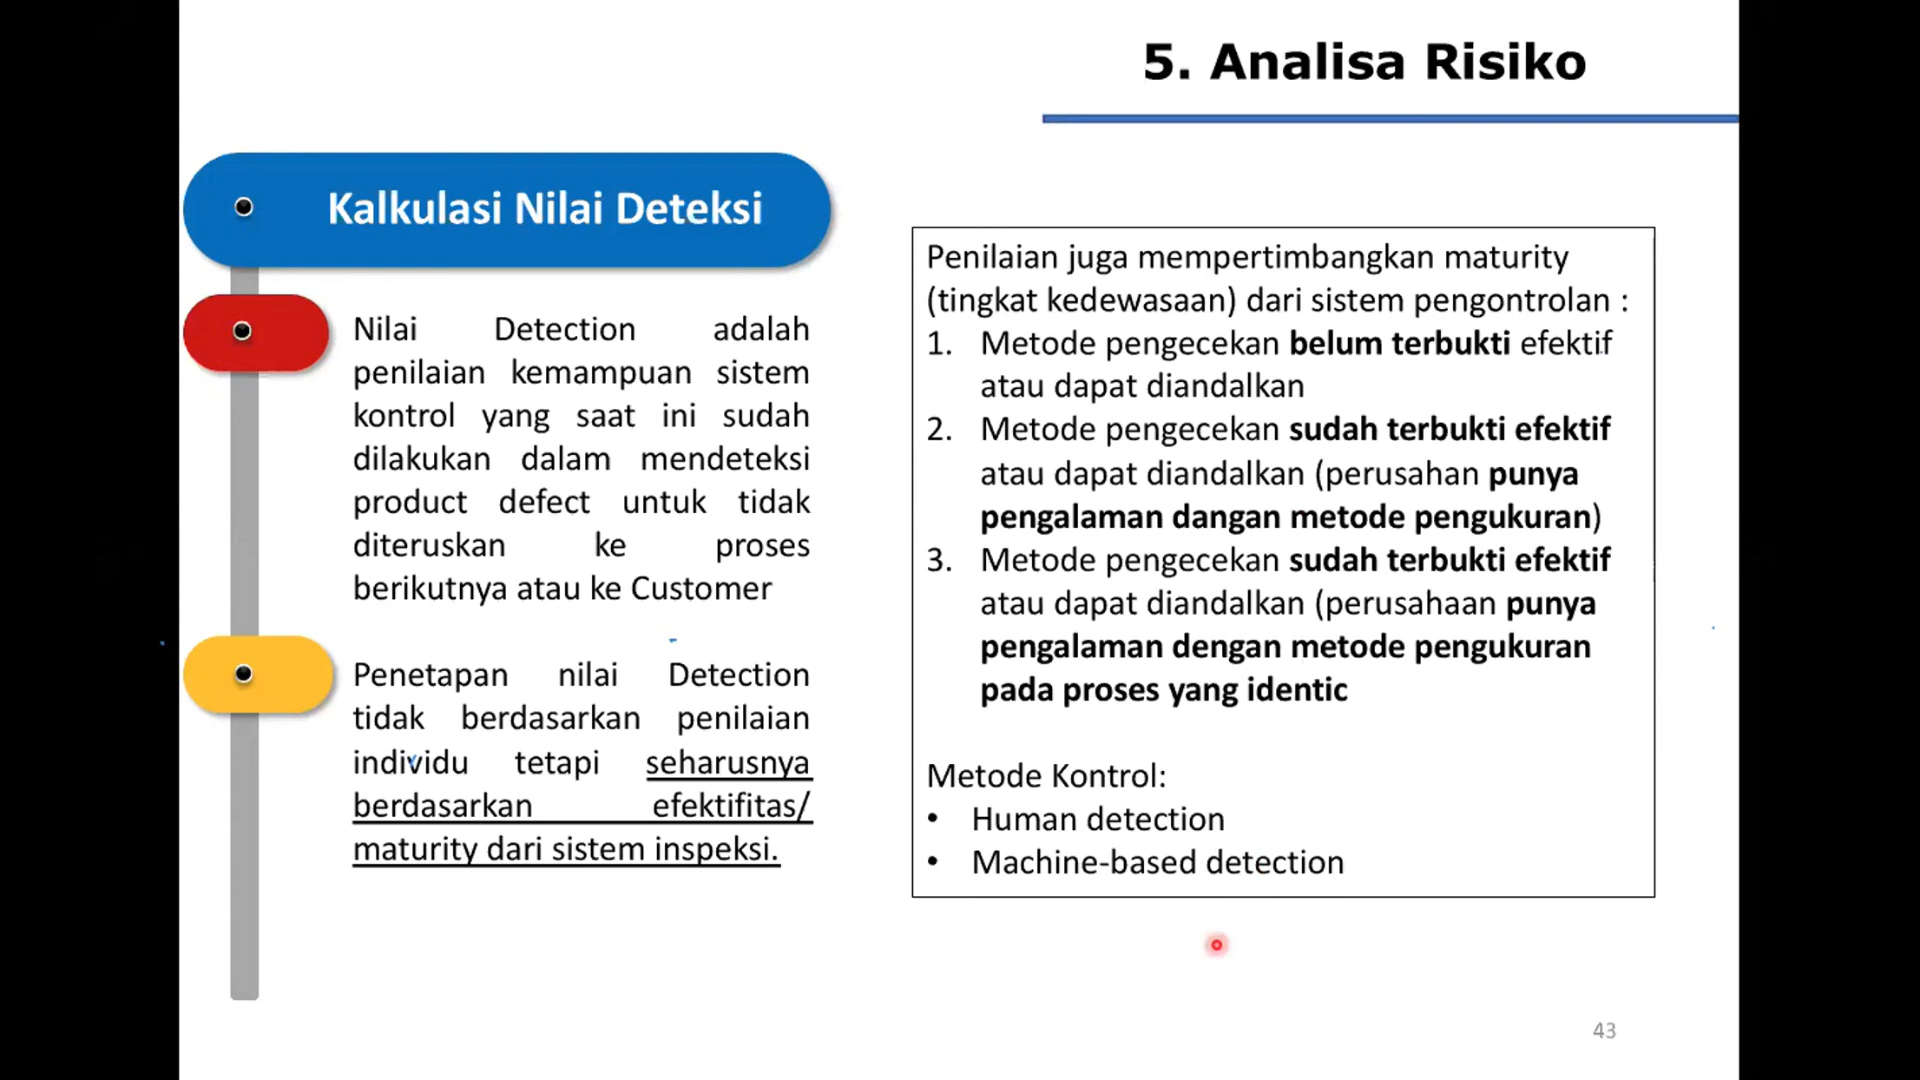 5. Analisa Risiko
Kalkulasi Nilai Deteksi
Nilai Detection adalah
penilaian kemampuan sistem
kontrol yang saat ini sudah
dilakukan dalam mendeteksi
product defect untuk tidak
diteruskan ke proses
berikutnya atau ke Customer
Penetapan nilai Detection
tidak berdasarkan penilaian
individu tetapi seharusnya
berdasarkan efektifitas/
maturity dari sistem inspeksi.
Penilaian juga mempertimbangkan maturity
(tingkat kedewasaan) dari sistem pengontrolan :
1. Metode pengecekan belum terbukti efektif
atau dapat diandalkan
2. Metode pengecekan sudah terbukti efektif
atau dapat diandalkan (perusahan punya
pengalaman dangan metode pengukuran)
3. Metode pengecekan sudah terbukti efektif
atau dapat diandalkan (perusahaan punya
pengalaman dengan metode pengukuran
pada proses yang identic
Metode Kontrol:
• Human detection
• Machine-based detection
43